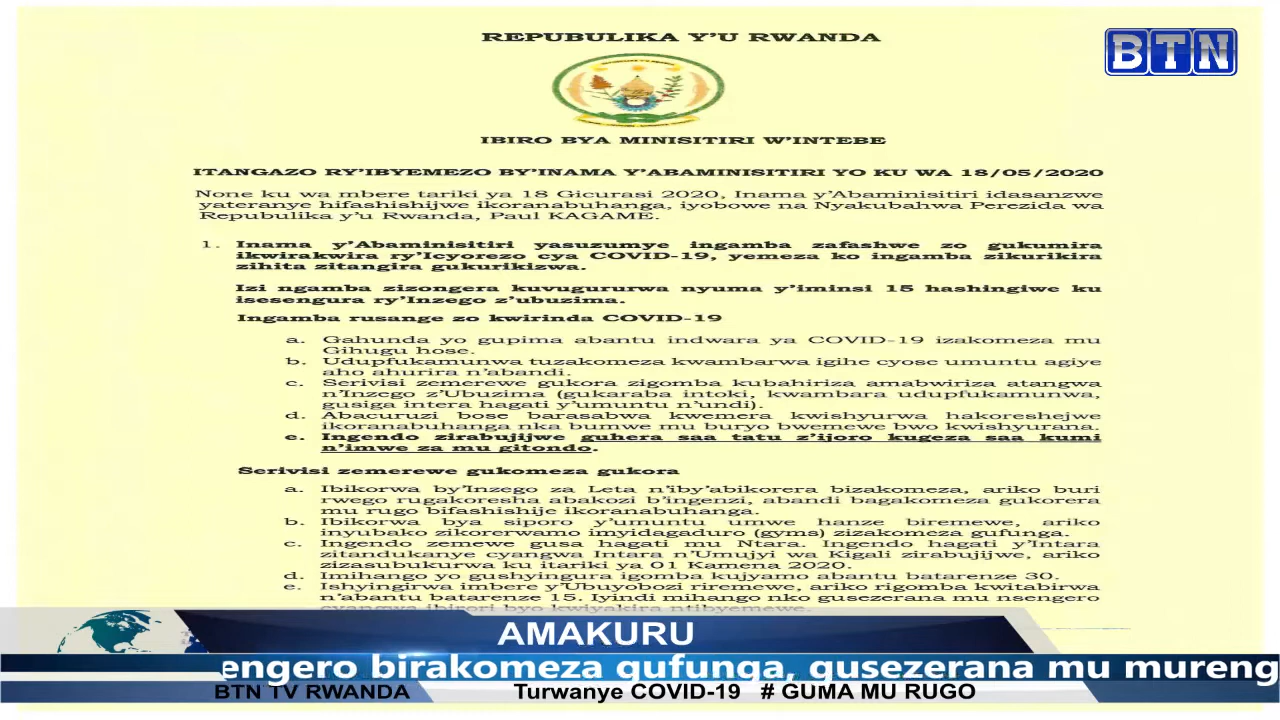 REPUBULIKA Y'U RWANDA
BTN
IBIRO BYA MINISITIRI W'INTEBE
ITANGAZO RY'IBYEMEZO BY'INAMA Y'ABAMINISITIRI YO KU WA 18/05/2020
None ku wa mbere tariki ya 18 Gicurasi 2020, Inama y'Abaminisitiri idasanzwe
yateranye hifashishijwe ikoranabuhanga, iyobowe na Nyakubahwa Perezida wa
Repubulika y'u Rwanda, Paul KAGAME.
1. Inama y'Abaminisitiri yasuzumye ingamba zafashwe zo gukumira
ikwirakwira ry'Icyorezo cya COVID-19, yemeza ko ingamba zikurikira
zihita zitangira gukurikizwa.
Izi ngamba zizongera kuvugururwa nyuma y'iminsi 15 hashingiwe ku
isesengura ry'Inzego z'ubuzima.
Ingamba rusange zo kwirinda COVID-19
a. Gahunda yo gupima abantu indwara ya COVID-19 izakomeza mu
Gihugu hose.
b. Udupfukamunwa tuzakomeza kwambarwa igihe cyose umuntu agiye
aho ahurira n'abandi.
c. Serivisi zemerewe gukora zigomba kubahiriza amabwiriza atangwa
n'Inzego z'Ubuzima (gukaraba intoki, kwambara udupfukamunwa,
gusiga intera hagati y'umuntu n'undi).
d. Abacuruzi bose barasabwa kwemera kwishyurwa hakoreshejwe
ikoranabuhanga nka bumwe mu buryo bwemewe bwo kwishyurana.
e. Ingendo zirabujijwe guhera saa tatu z'ijoro kugeza saa kumi
n'imwe za mu gitondo.
Serivisi zemerewe gukomeza gukora
a. Ibikorwa by'Inzego za Leta n'iby'abikorera bizakomeza, ariko buri
rwego rugakoresha abakozi b'ingenzi, abandi bagakomeza gukorera
mu rugo bifashishije ikoranabuhanga.
b. Ibikorwa bya siporo y'umuntu umwe hanze biremewe, ariko
inyubako zikorerwamo imyidagaduro (gyms) zizakomeza gufunga.
c. Ingendo zemewe gusa hagati mu Ntara. Ingendo hagati y'Intara
zitandukanye cyangwa Intara n'Umujyi wa Kigali zirabujijwe, ariko
zizasubukurwa ku itariki ya 01 Kamena 2020.
d. Imihango yo gushyingura igomba kujyamo abantu batarenze 30.
e. Ishyingirwa imbere y'Ubuyobozi riremewe, ariko rigomba kwitabirwa
n'abantu batarenze 15. Iyindi mihango nko gusezerana mu nsengero
cyangwa ibirori byo kwiyakira ntibyemewe.
AMAKURU
engero birakomeza gufunga, gusezerana mu mureng
BTN TV RWANDA Turwanye COVID-19 # GUMA MU RUGO